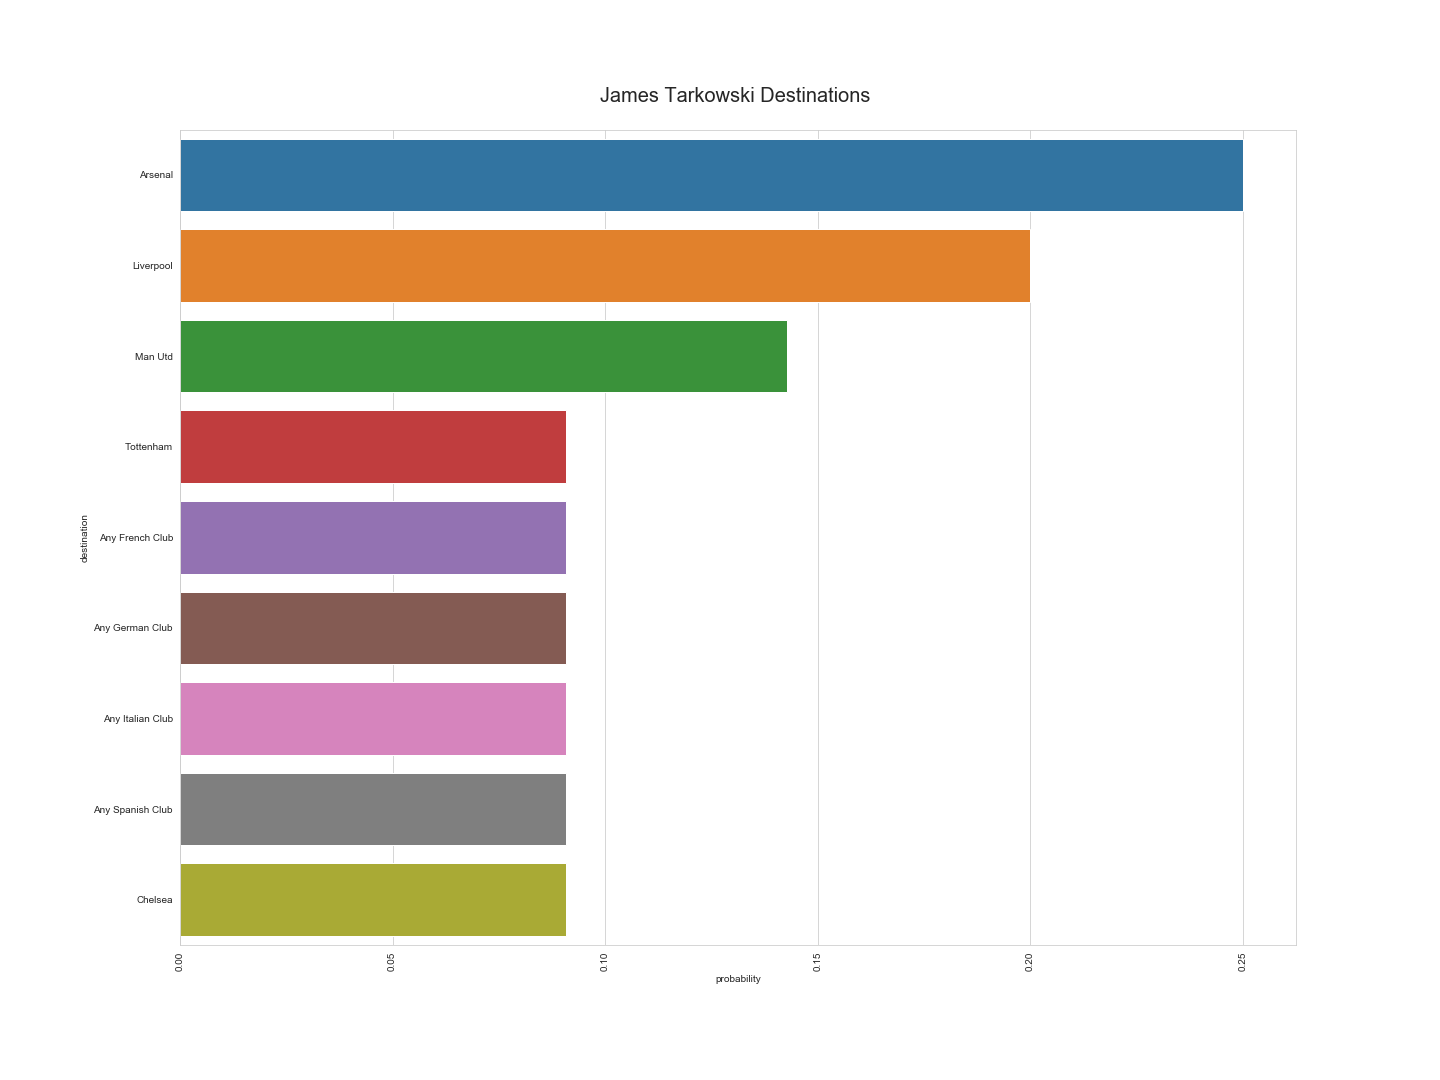 James Tarkowski Destinations
Arsenal
Liverpool
Man Utd
Tottenham
Any French Club
Any German Club
Any Italian Club
Any Spanish Club
Chelsea
destination
0.00
0.05
0.10
0.15
0.20
0.25
probability